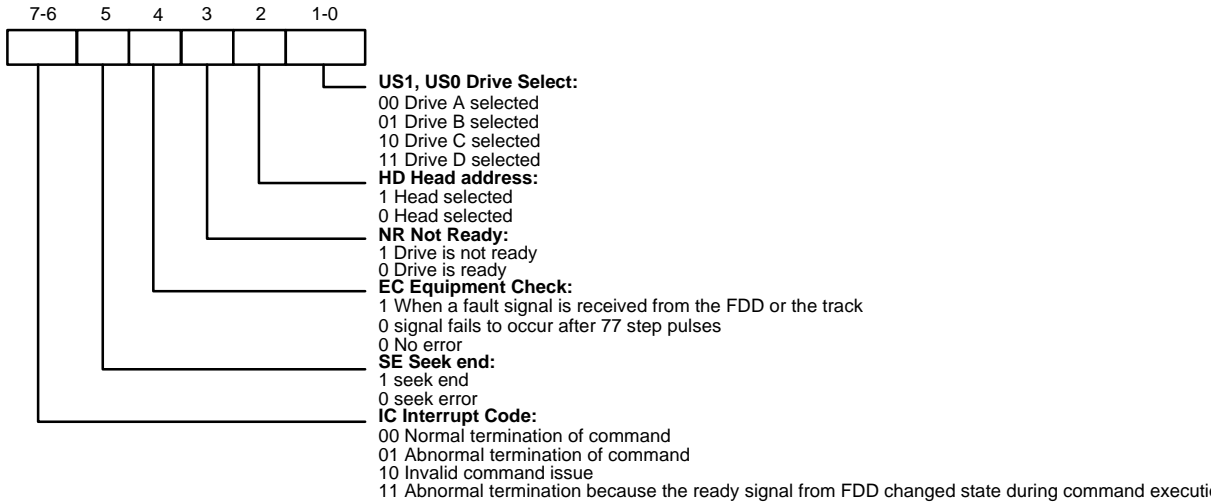 7-6 5 4 3 2 1-0
US1, US0 Drive Select:
00 Drive A selected
01 Drive B selected
10 Drive C selected
11 Drive D selected
HD Head address:
1 Head selected
0 Head selected
NR Not Ready:
1 Drive is not ready
0 Drive is ready
EC Equipment Check:
1 When a fault signal is received from the FDD or the track
0 signal fails to occur after 77 step pulses
0 No error
SE Seek end:
1 seek end
0 seek error
IC Interrupt Code:
00 Normal termination of command
01 Abnormal termination of command
10 Invalid command issue
11 Abnormal termination because the ready signal from FDD changed state during command